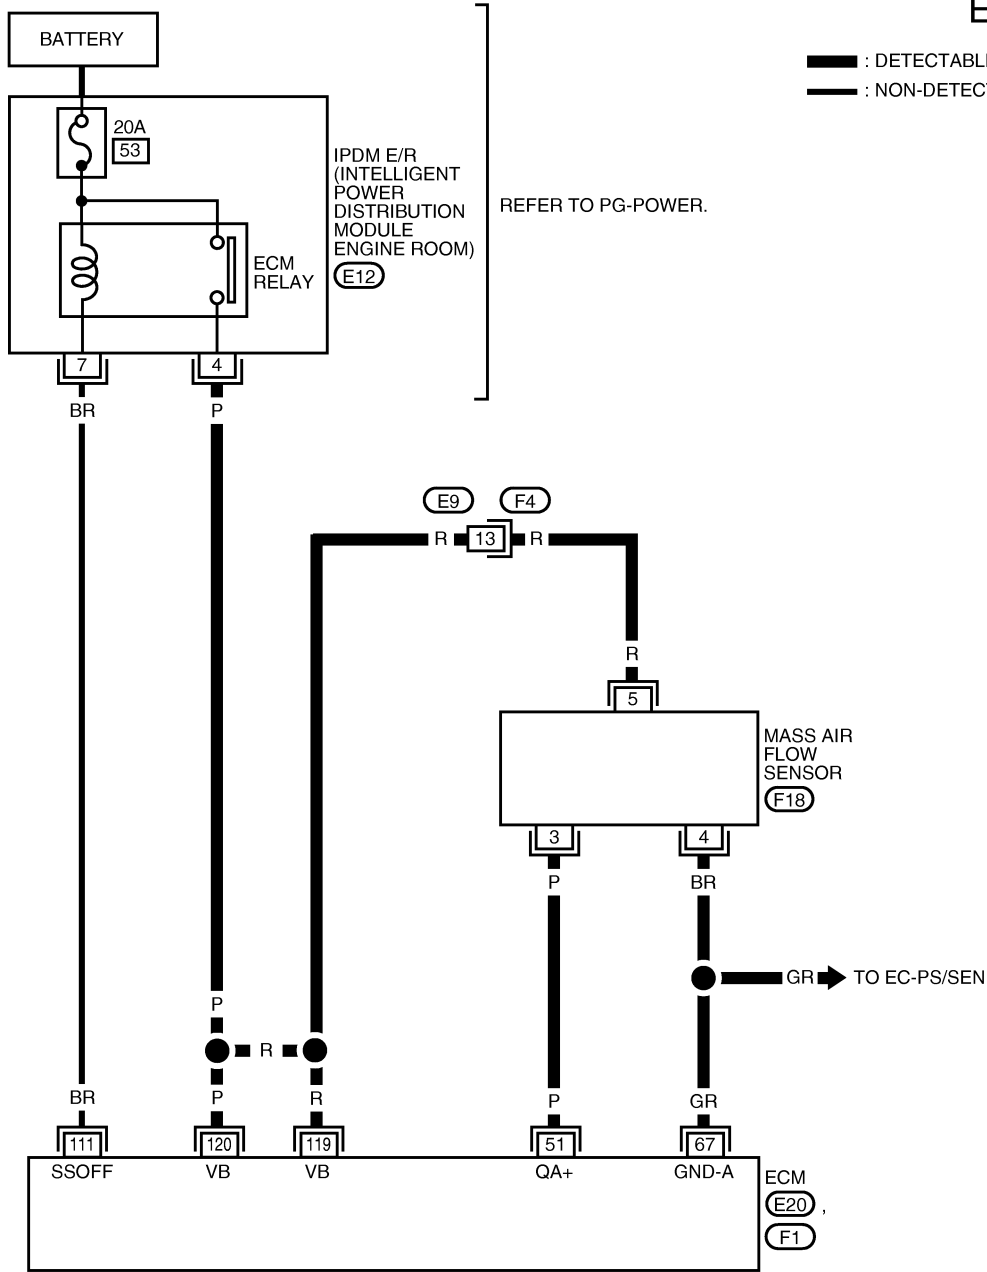 BATTERY
: DETECTABL
: NON-DETEC
20A
53
IPDM E/R
(INTELLIGENT
POWER
DISTRIBUTION
MODULE
ENGINE ROOM)
E12
REFER TO PG-POWER.
ECM
RELAY
7
4
BR
P
E9
F4
R
13
R
R
5
MASS AIR
FLOW
SENSOR
F18
3
4
P
BR
GR
TO EC-PS/SEN
P
R
BR
P
R
P
GR
111
120
119
51
67
SSOFF
VB
VB
QA+
GND-A
ECM
E20 ,
F1